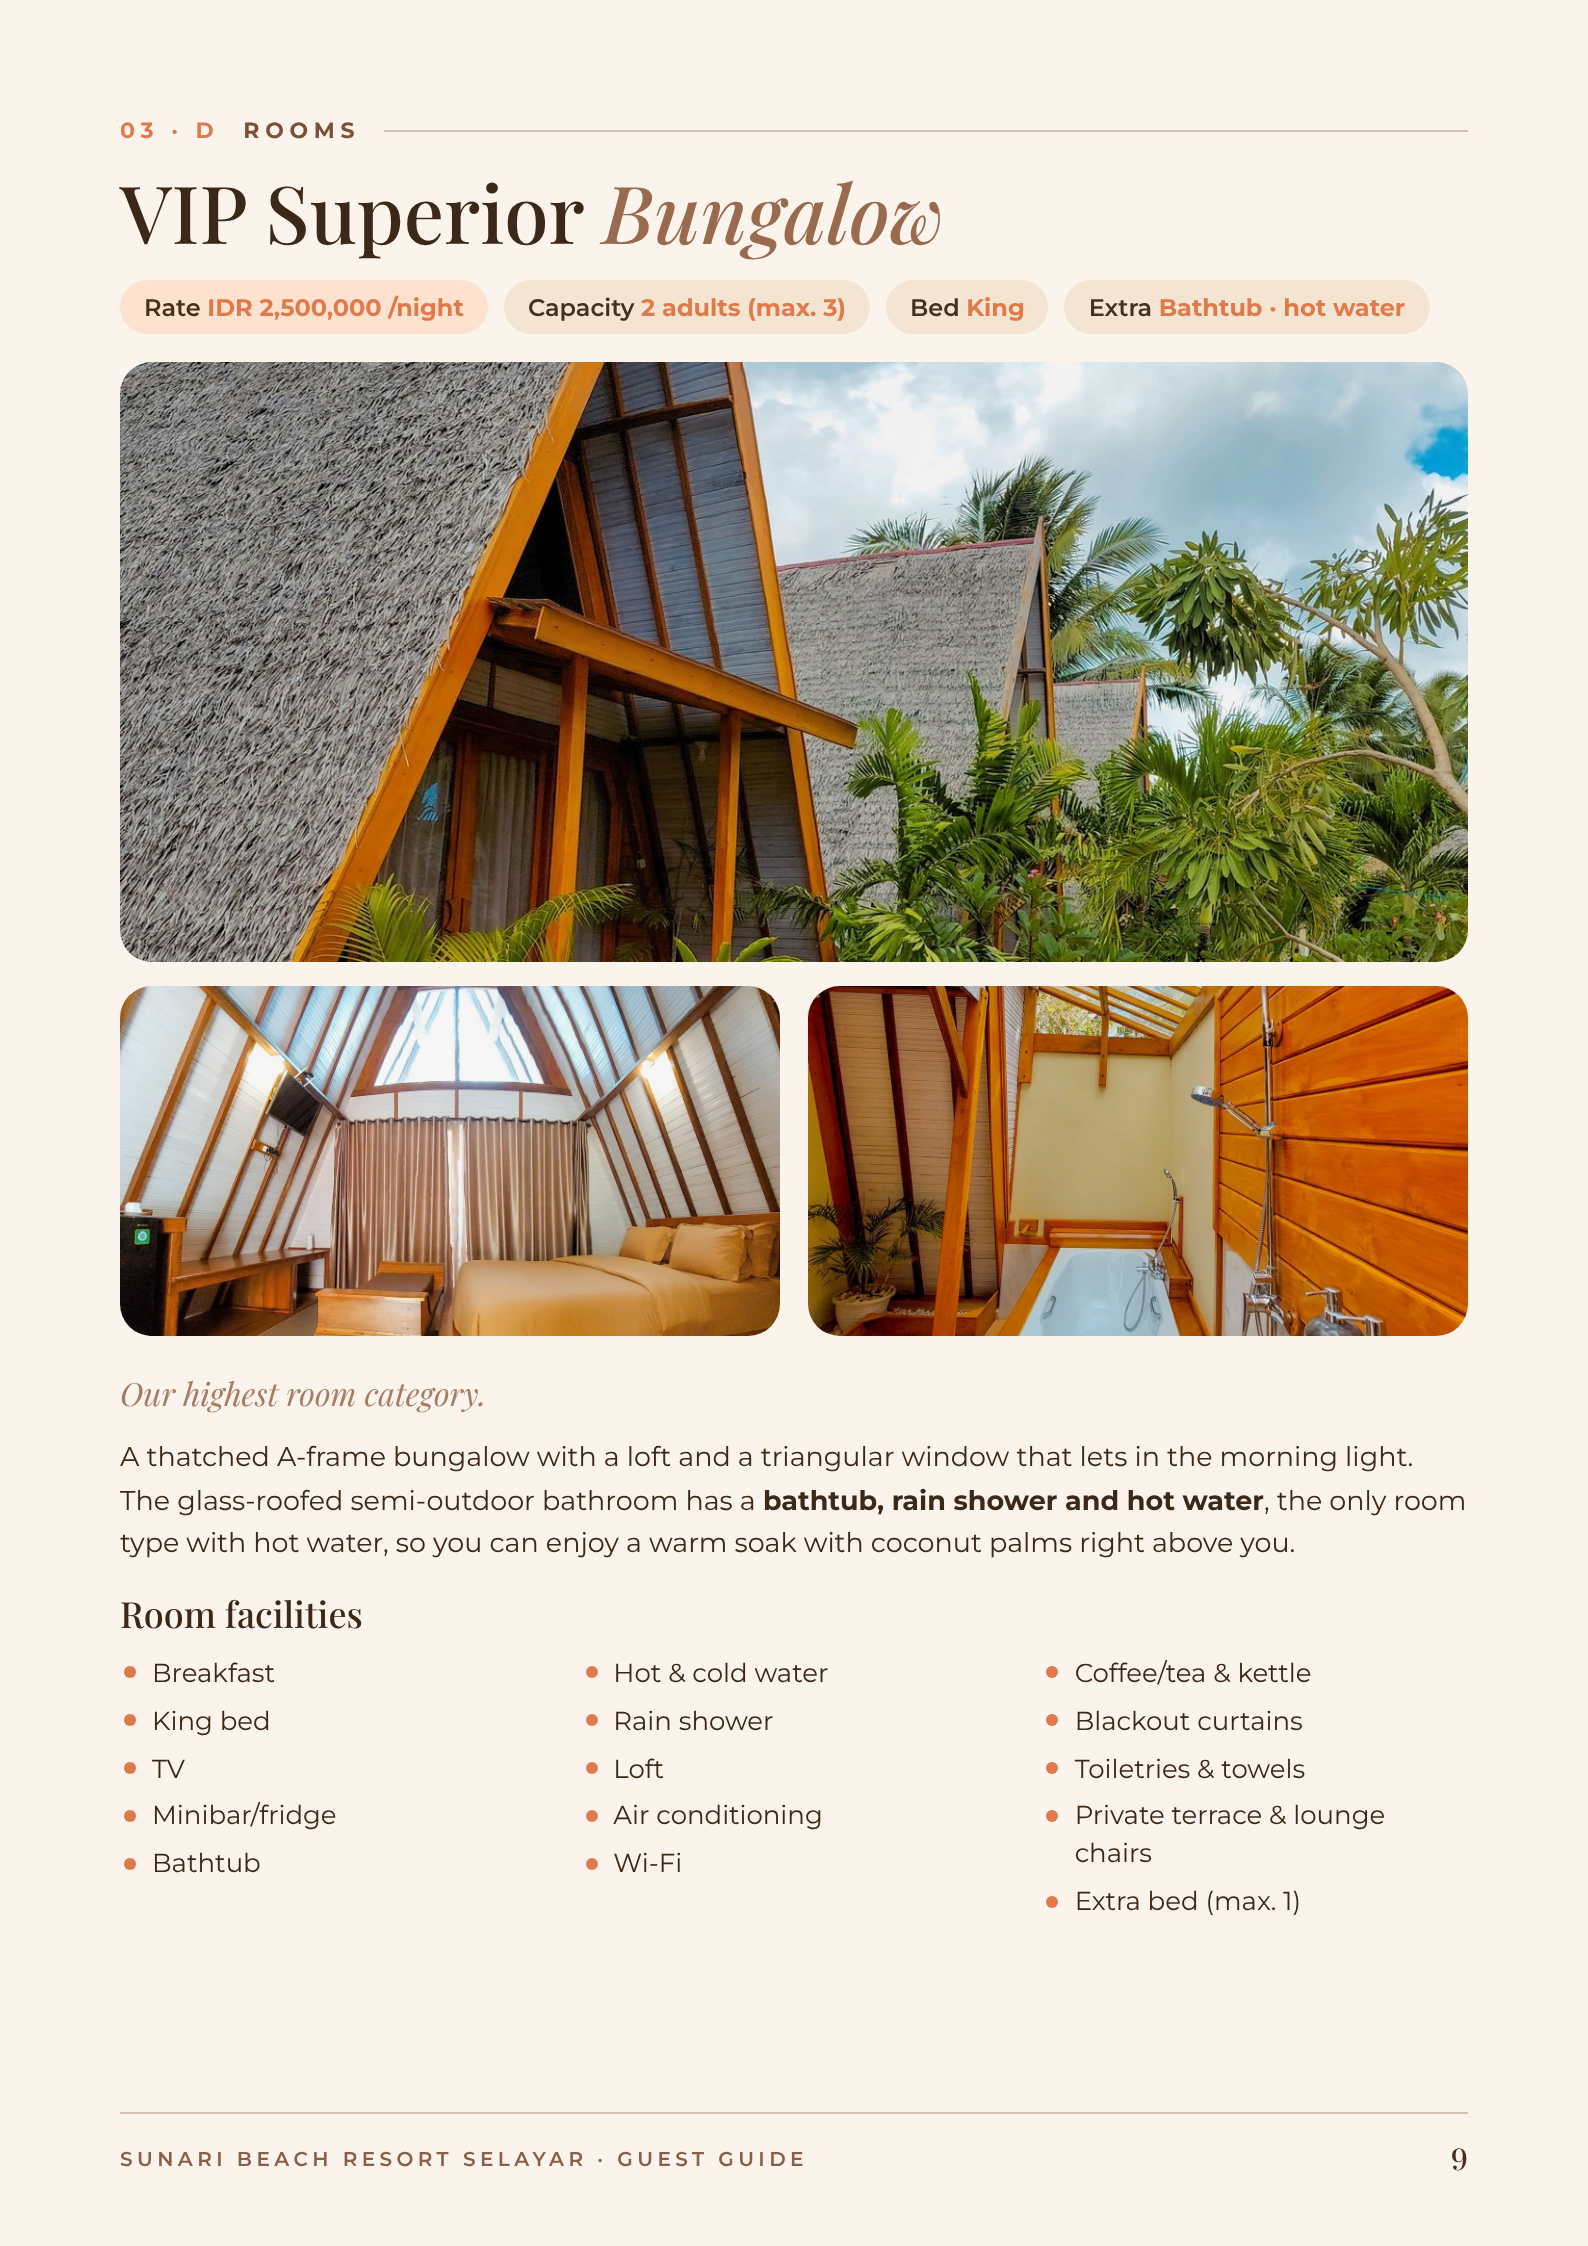 03 · D ROOMS
VIP Superior Bungalow
Rate IDR 2,500,000 /night
Capacity 2 adults (max. 3)
Bed King
Extra Bathtub · hot water
Our highest room category.
A thatched A-frame bungalow with a loft and a triangular window that lets in the morning light.
The glass-roofed semi-outdoor bathroom has a bathtub, rain shower and hot water, the only room
type with hot water, so you can enjoy a warm soak with coconut palms right above you.
Room facilities
Breakfast
King bed
TV
Minibar/fridge
Bathtub
Hot & cold water
Rain shower
Loft
Air conditioning
Wi-Fi
Coffee/tea & kettle
Blackout curtains
Toiletries & towels
Private terrace & lounge
chairs
Extra bed (max. 1)
SUNARI BEACH RESORT SELAYAR · GUEST GUIDE
9